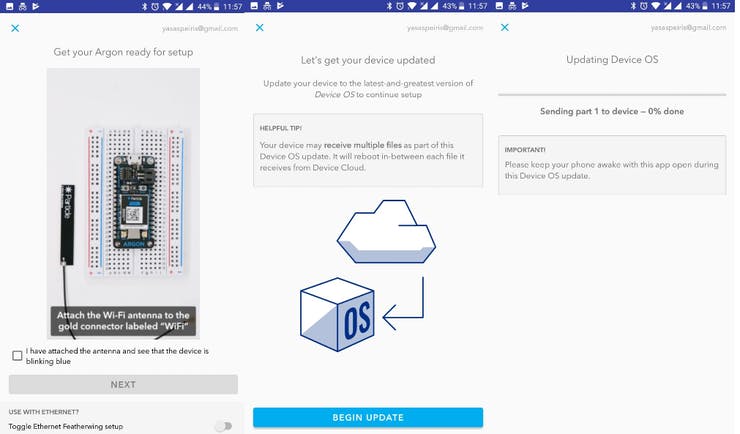 44% 11:57
yasaspeiris@gmail.com
Get your Argon ready for setup
Particle
ARGON
Attach the Wi-Fi antenna to the
gold connector labeled "WiFi"
I have attached the antenna and see that the device is
blinking blue
NEXT
USE WITH ETHERNET?
Toggle Ethernet Featherwing setup
43% 11:57
yasaspeiris@gmail.com
Let's get your device updated
Update your device to the latest-and-greatest version of
Device OS to continue setup
HELPFUL TIP!
Your device may receive multiple files as part of this
Device OS update. It will reboot in-between each file it
receives from Device Cloud.
OS
BEGIN UPDATE
43% 11:57
yasaspeiris@gmail.com
Updating Device OS
Sending part 1 to device – 0% done
IMPORTANT!
Please keep your phone awake with this app open during
this Device OS update.